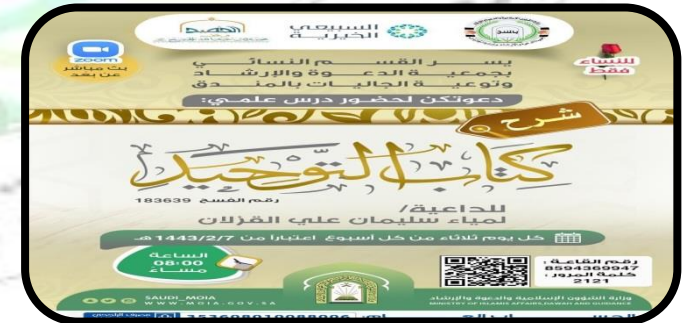 باسر
السبيعي
الخيرية
zoom
بث مباشر
عن بعد
للنساء
فقط
يسر القسم النسائي
بجمعية الدعوة والإرشاد
وتوعية الجاليات بالمندق
دعوتكن لحضور درس علمي:
شرح
كتاب التوحيد
رقم الفسح 183639
للداعية/
لمياء سليمان علي القزلان
كل يوم ثلاثاء من كل أسبوع اعتبارا من 1443/2/7 هـ
الساعة
08:00
مساءً
رقم القاعة:
8594369947
كلمة المرور:
2121
SAUDI_MOIA
WWW.MOIA.GOV.SA
وزارة الشؤون الإسلامية والدعوة والإرشاد
MINISTRY OF ISLAMIC AFFAIRS, DAWAH AND GUIDANCE